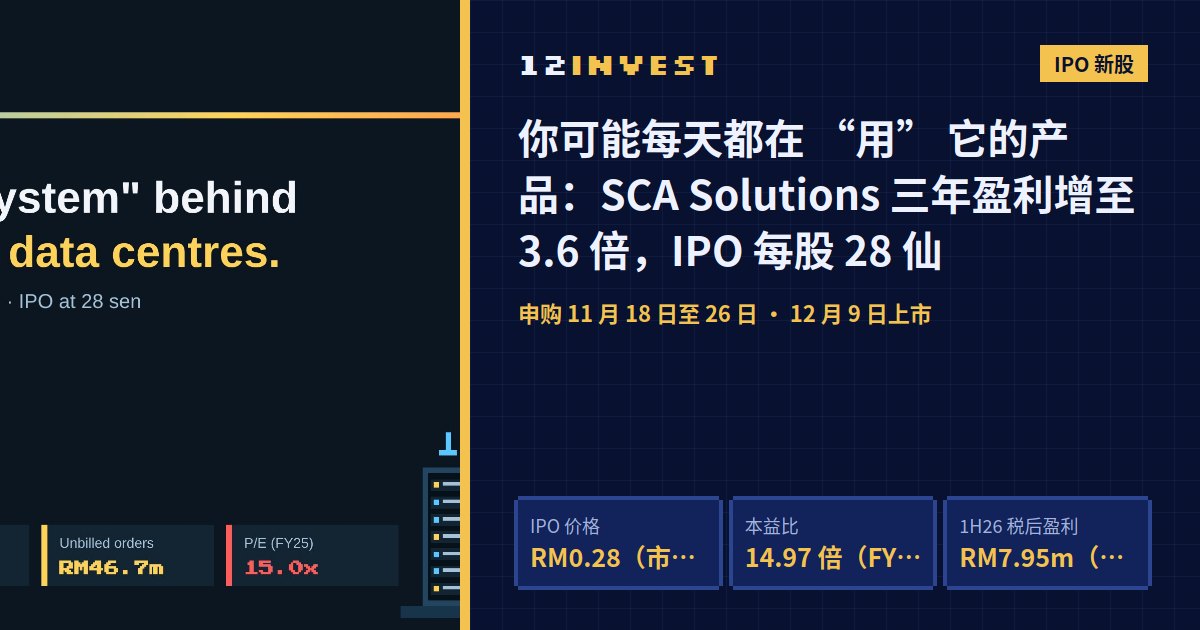 ystem" behind
data centres.
· IPO at 28 sen
Unbilled orders
RM46.7m
P/E (FY25)
15.0x
12INVEST
IPO 新股
你可能每天都在 “用” 它的产
品：SCA Solutions 三年盈利增至
3.6 倍，IPO 每股 28 仙
申购 11 月 18 日至 26 日 · 12 月 9 日上市
IPO 价格
RM0.28（市…
本益比
14.97 倍（FY…
1H26 税后盈利
RM7.95m（…